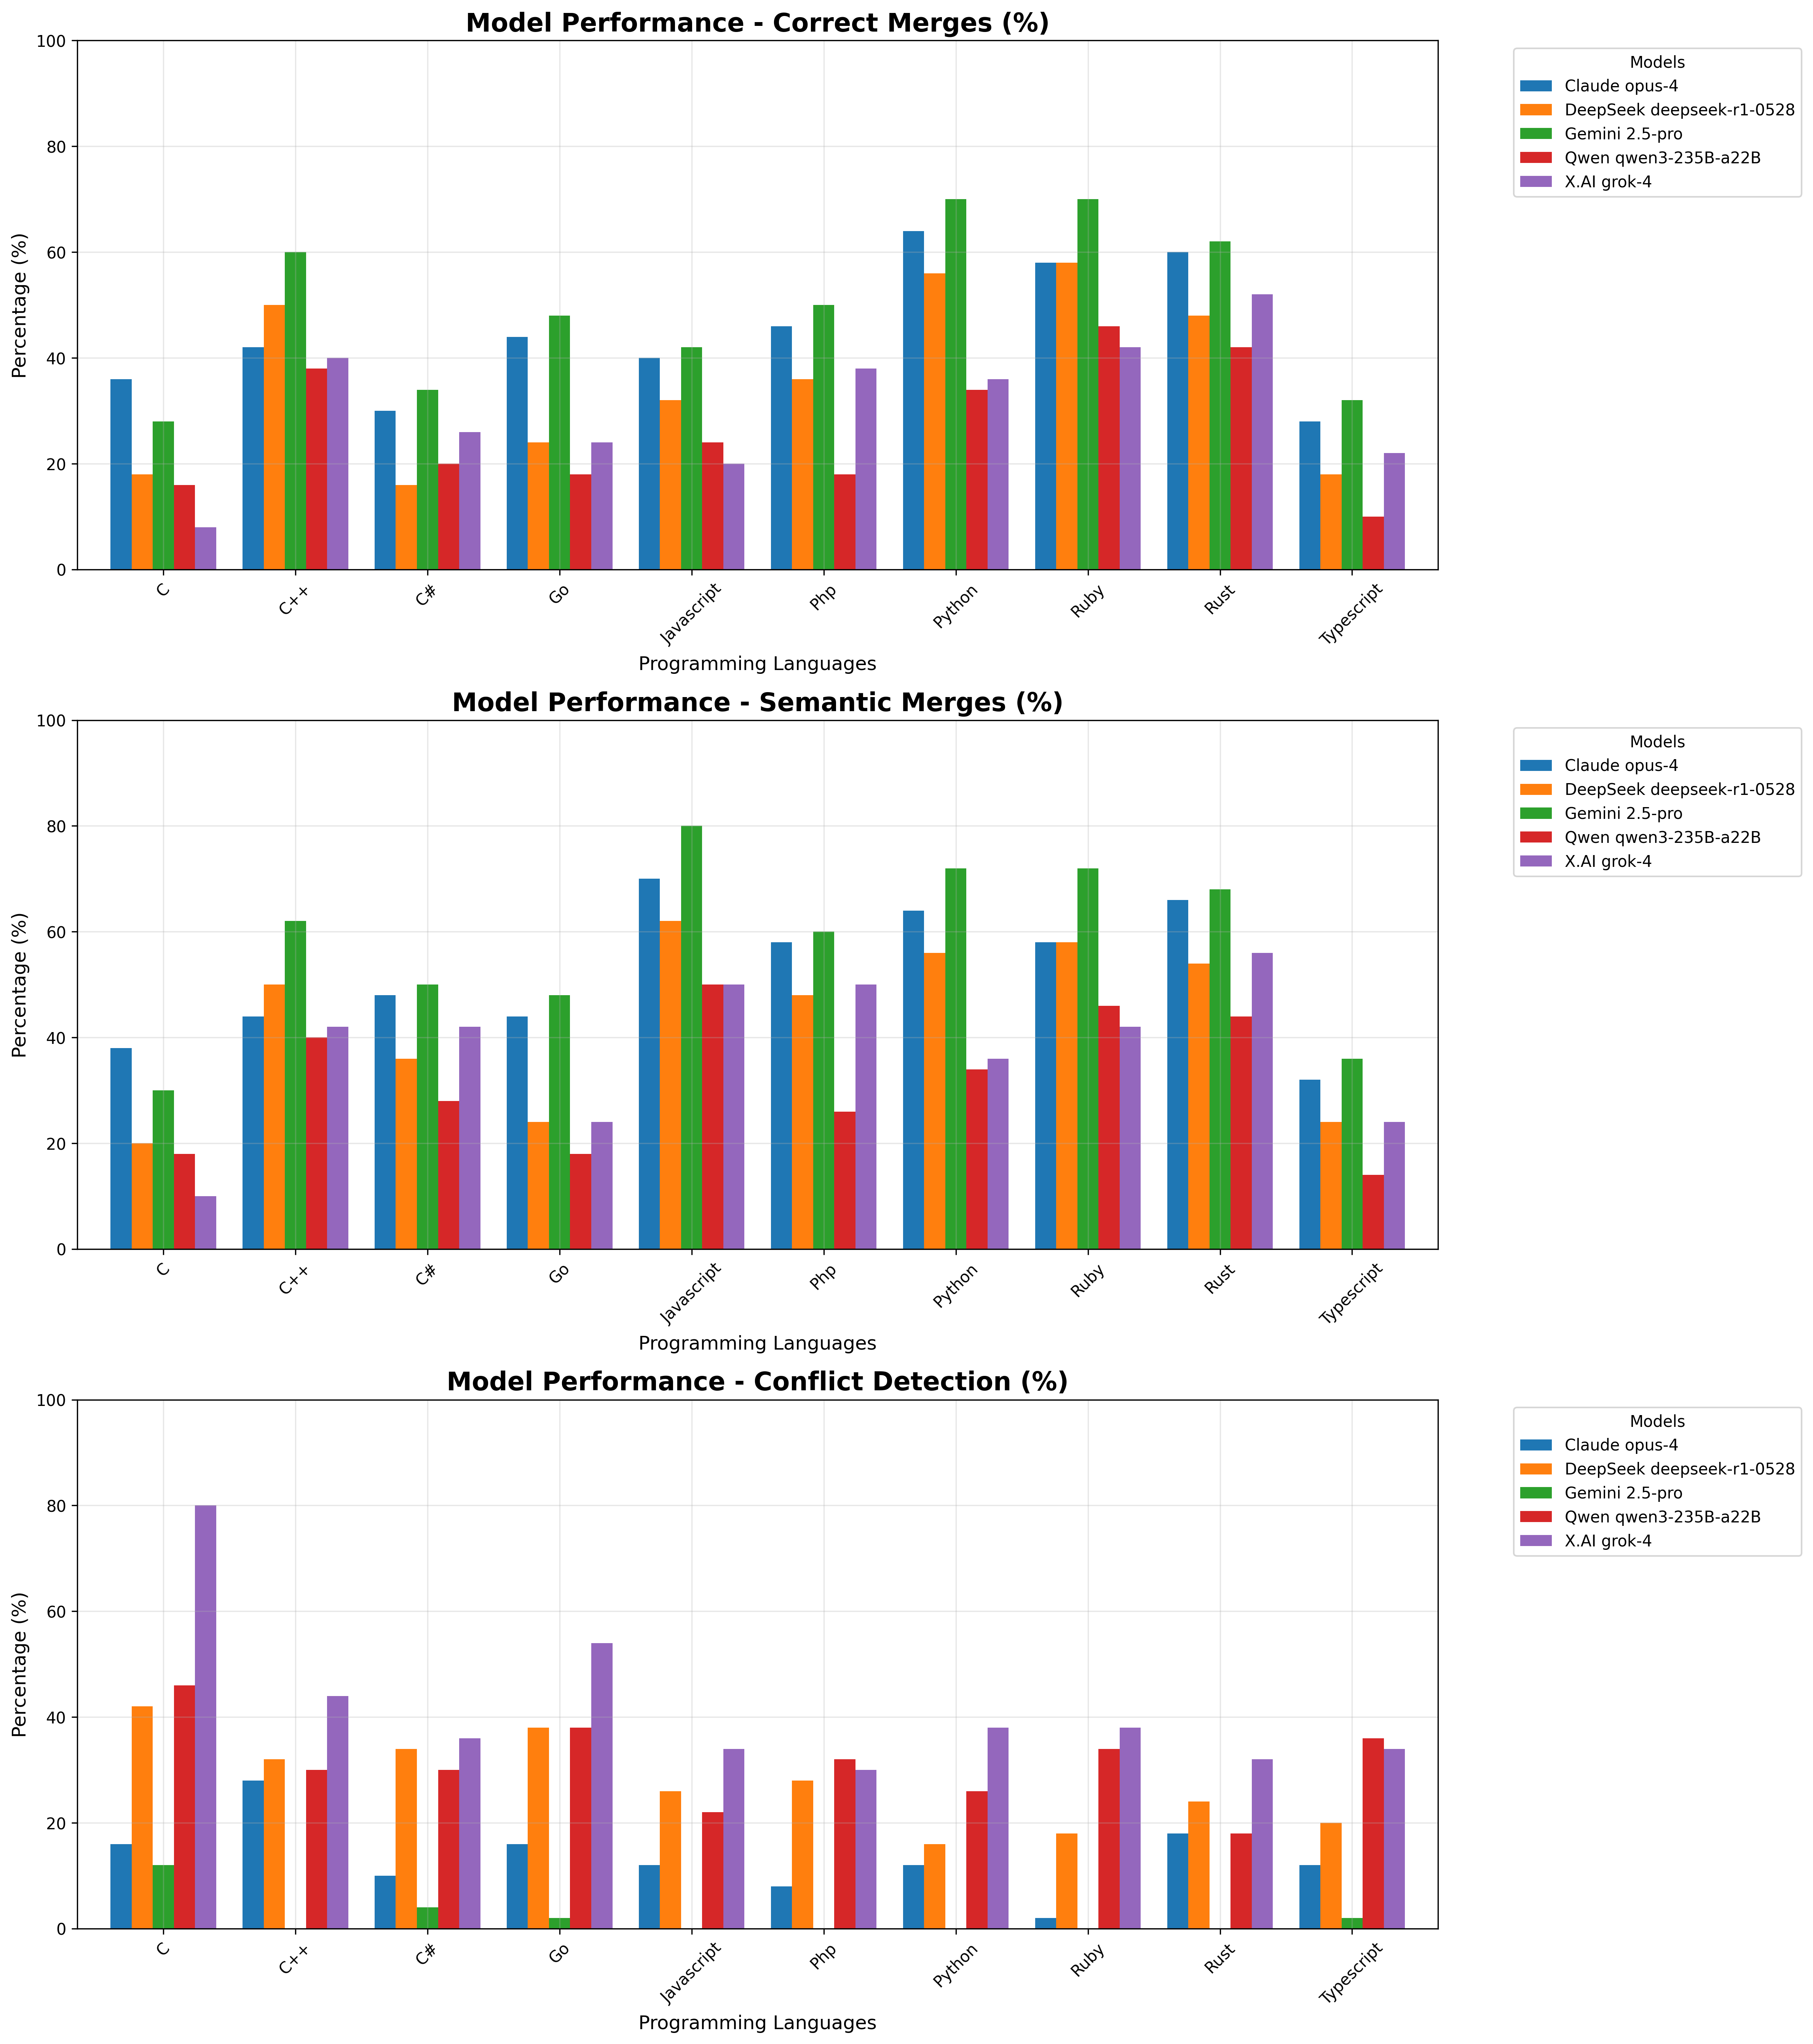 Model Performance - Correct Merges (%)
Percentage (%)
100
80
60
40
20
0
C
C++
C#
Go
Javascript
Php
Python
Ruby
Rust
Typescript
Programming Languages
Models
Claude opus-4
DeepSeek deepseek-r1-0528
Gemini 2.5-pro
Qwen qwen3-235B-a22B
X.AI grok-4
Model Performance - Semantic Merges (%)
Percentage (%)
100
80
60
40
20
0
C
C++
C#
Go
Javascript
Php
Python
Ruby
Rust
Typescript
Programming Languages
Models
Claude opus-4
DeepSeek deepseek-r1-0528
Gemini 2.5-pro
Qwen qwen3-235B-a22B
X.AI grok-4
Model Performance - Conflict Detection (%)
Percentage (%)
100
80
60
40
20
0
C
C++
C#
Go
Javascript
Php
Python
Ruby
Rust
Typescript
Programming Languages
Models
Claude opus-4
DeepSeek deepseek-r1-0528
Gemini 2.5-pro
Qwen qwen3-235B-a22B
X.AI grok-4